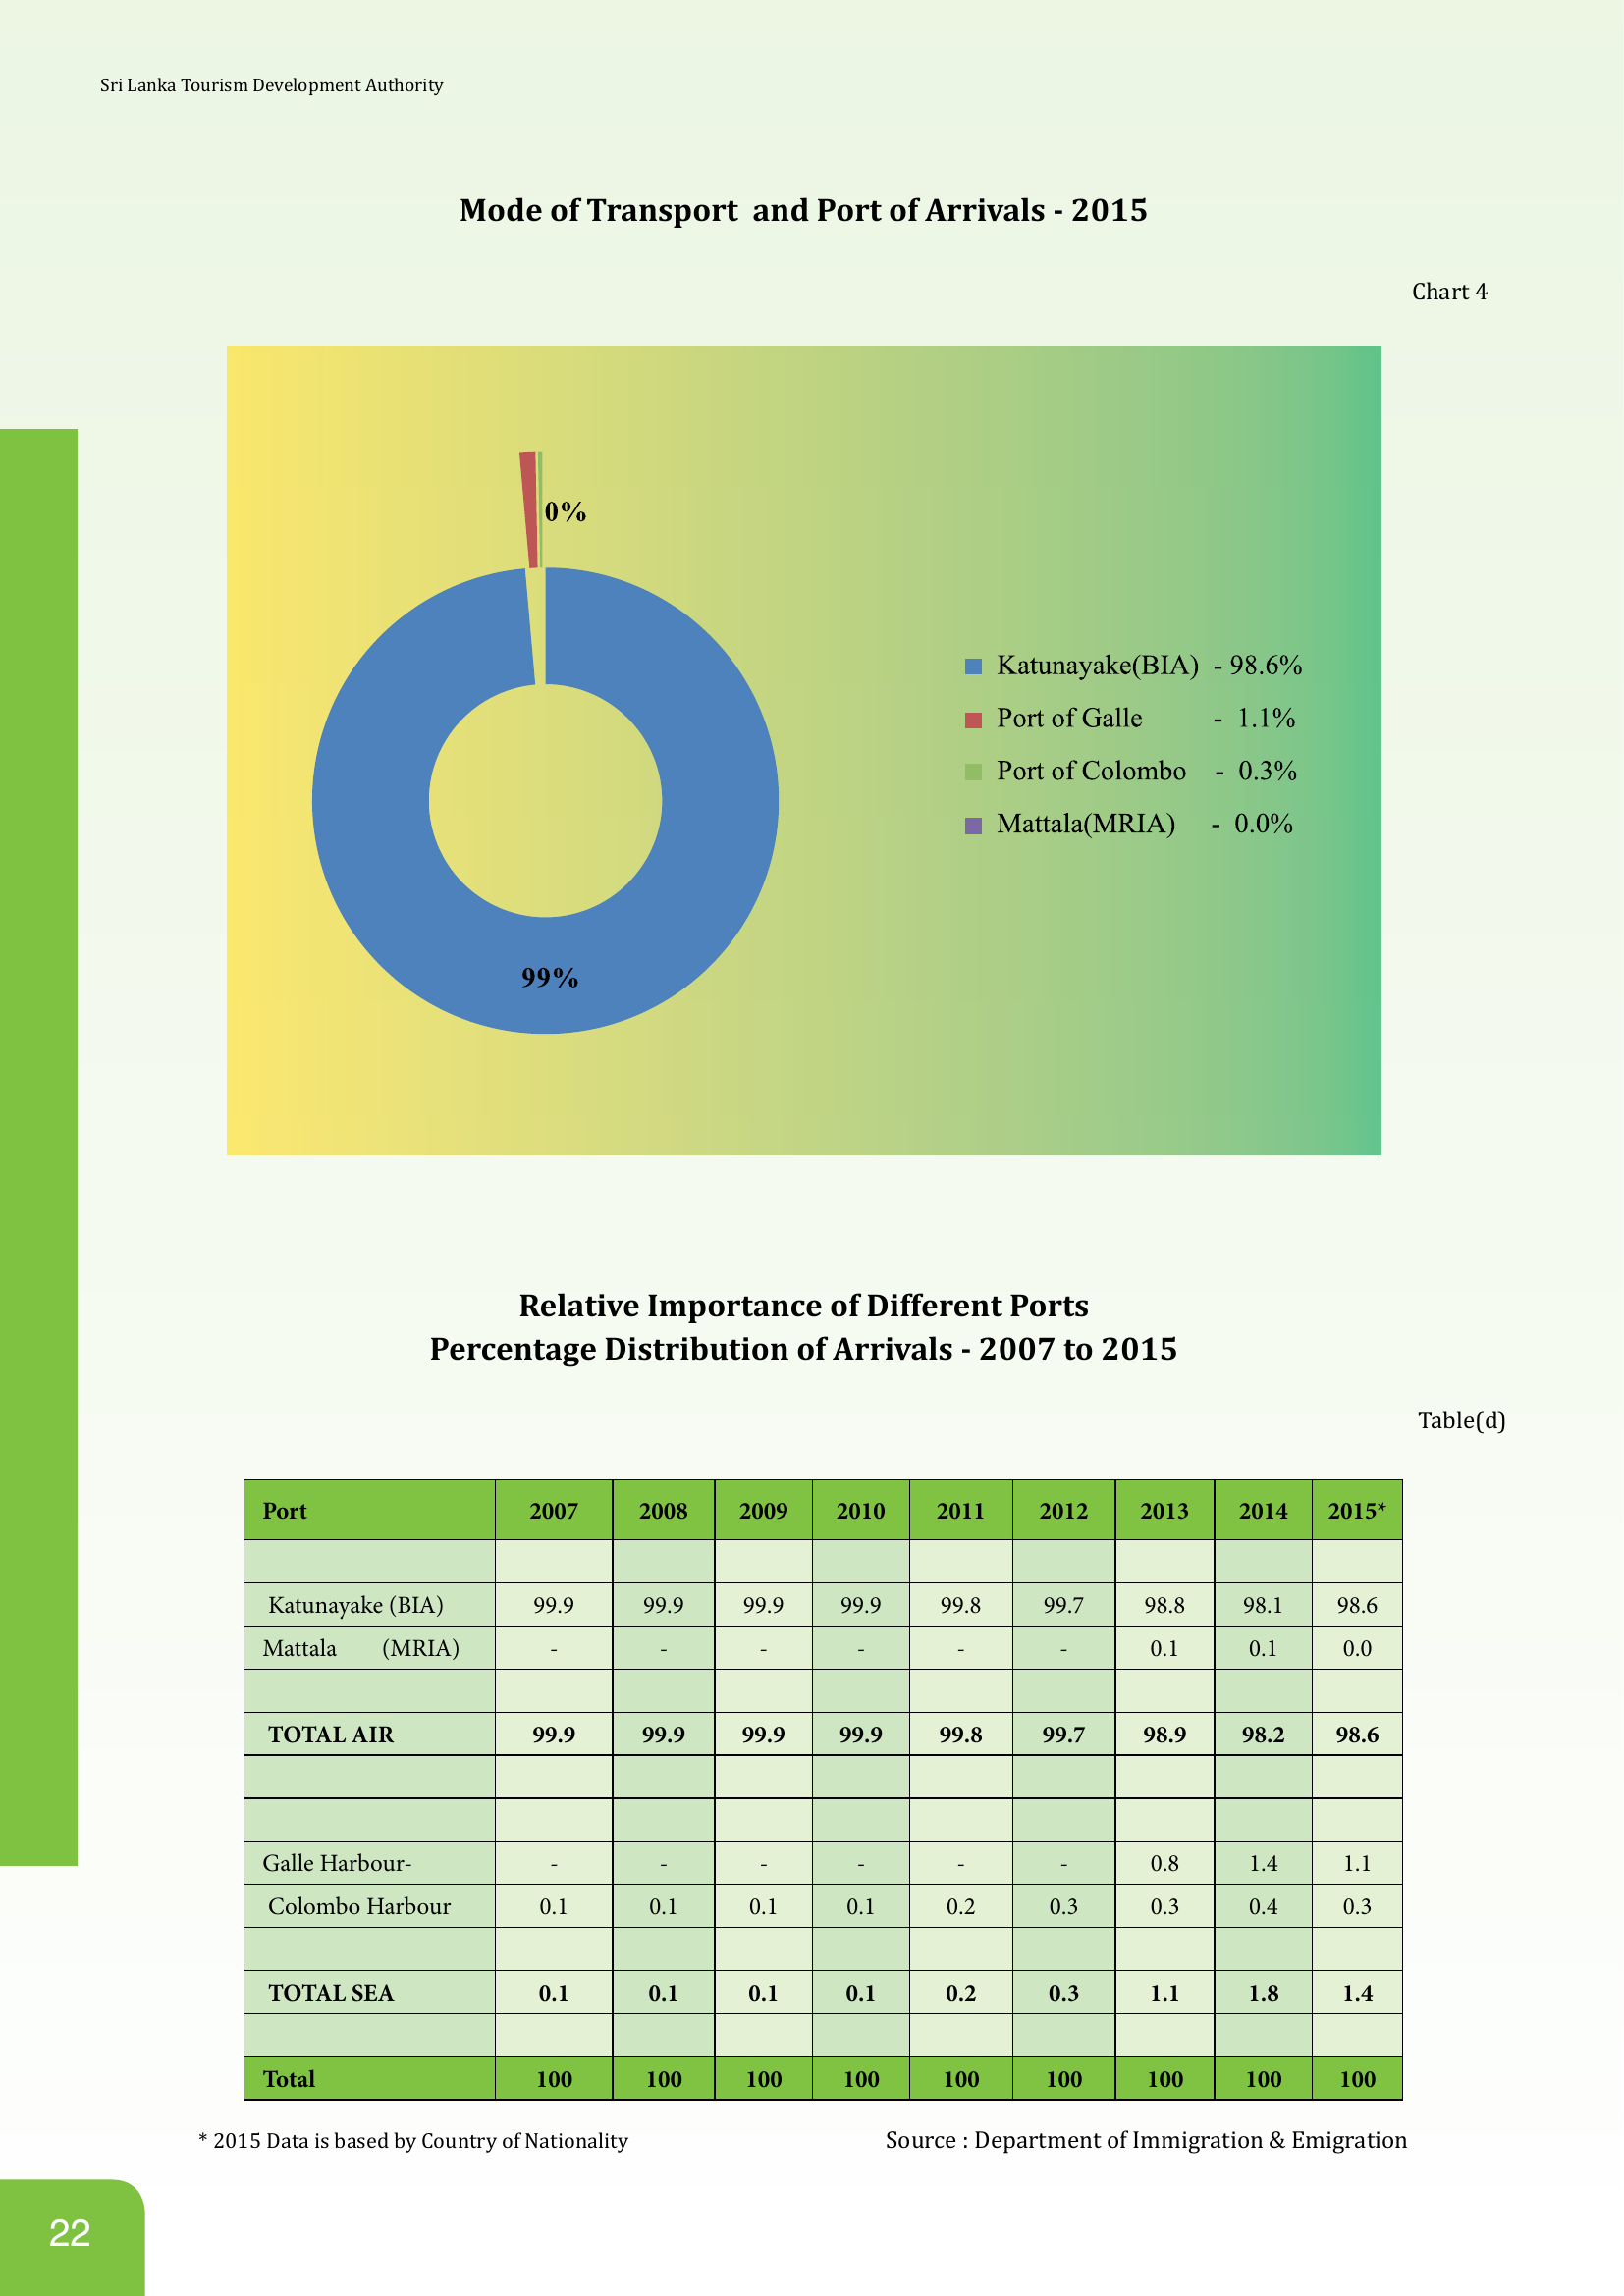 Sri Lanka Tourism Development Authority
Mode of Transport and Port of Arrivals - 2015
Chart 4
0%
99%
Katunayake(BIA) - 98.6%
Port of Galle - 1.1%
Port of Colombo - 0.3%
Mattala(MRIA) - 0.0%
Relative Importance of Different Ports
Percentage Distribution of Arrivals - 2007 to 2015
Table(d)
Port 2007 2008 2009 2010 2011 2012 2013 2014 2015*
Katunayake (BIA) 99.9 99.9 99.9 99.9 99.8 99.7 98.8 98.1 98.6
Mattala (MRIA) - - - - - - 0.1 0.1 0.0
TOTAL AIR 99.9 99.9 99.9 99.9 99.8 99.7 98.9 98.2 98.6
Galle Harbour- - - - - - - 0.8 1.4 1.1
Colombo Harbour 0.1 0.1 0.1 0.1 0.2 0.3 0.3 0.4 0.3
TOTAL SEA 0.1 0.1 0.1 0.1 0.2 0.3 1.1 1.8 1.4
Total 100 100 100 100 100 100 100 100 100
* 2015 Data is based by Country of Nationality
Source : Department of Immigration & Emigration
22